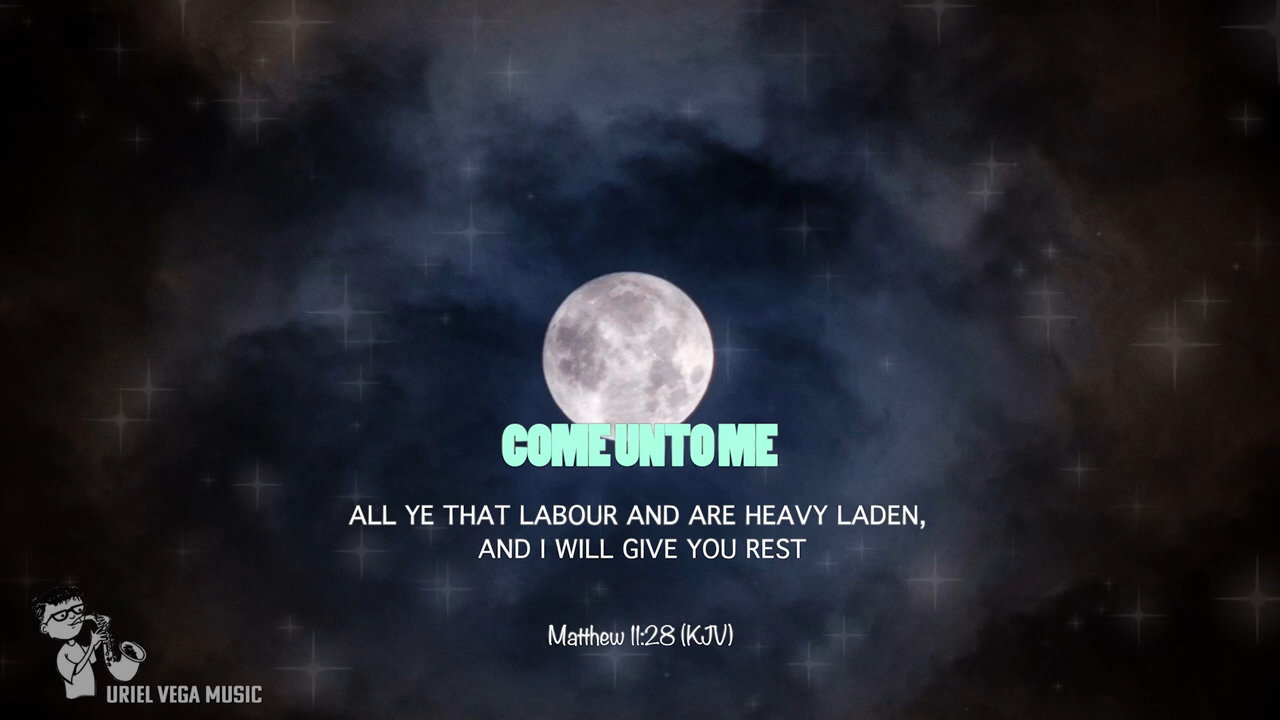 COME UNTO ME
ALL YE THAT LABOUR AND ARE HEAVY LADEN,
AND I WILL GIVE YOU REST
Matthew 11:28 (KJV)
URIEL VEGA MUSIC